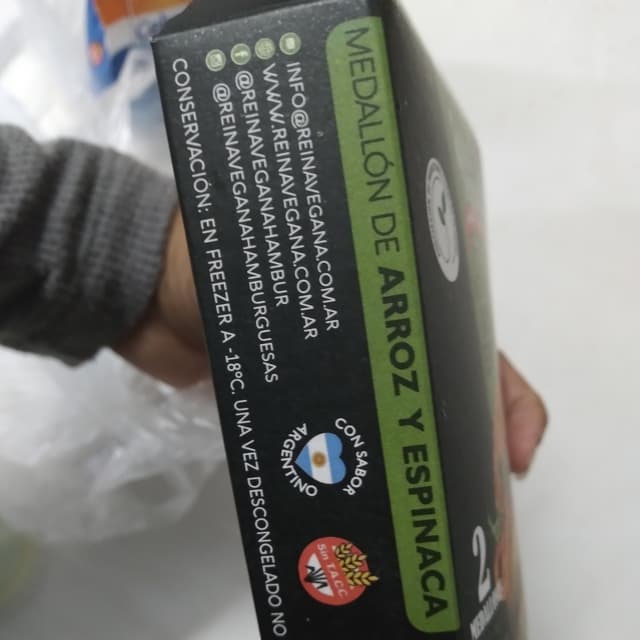 MEDALLÓN DE ARROZ Y ESPINACA
INFO@REINAVEGANA.COM.AR
WWW.REINAVEGANA.COM.AR
@REINAVEGANAHAMBUR
@REINAVEGANAHAMBURGUESAS
CONSERVACIÓN: EN FREEZER A -18°C. UNA VEZ DESCONGELADO NO
CON SABOR
ARGENTINO
Sin T.A.C.C.
2